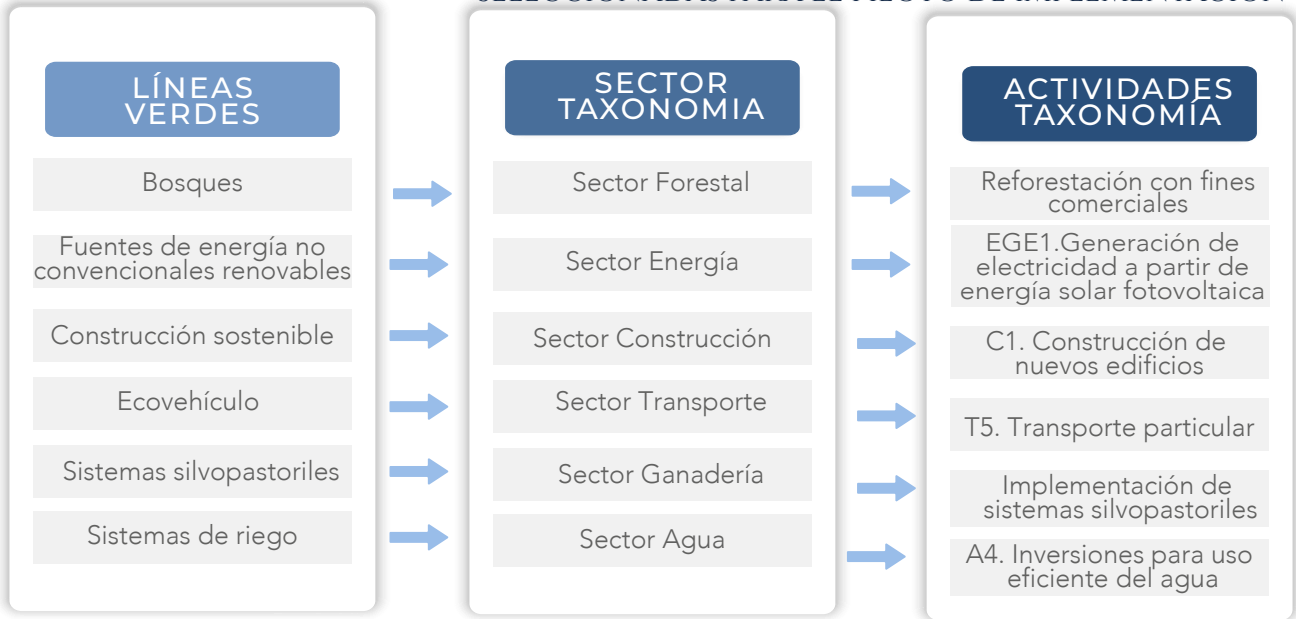 LÍNEAS
VERDES
Bosques
Fuentes de energía no
convencionales renovables
Construcción sostenible
Ecovehículo
Sistemas silvopastoriles
Sistemas de riego
SECTOR
TAXONOMIA
Sector Forestal
Sector Energía
Sector Construcción
Sector Transporte
Sector Ganadería
Sector Agua
ACTIVIDADES
TAXONOMÍA
Reforestación con fines
comerciales
EGE1.Generación de
electricidad a partir de
energía solar fotovoltaica
C1. Construcción de
nuevos edificios
T5. Transporte particular
Implementación de
sistemas silvopastoriles
A4. Inversiones para uso
eficiente del agua